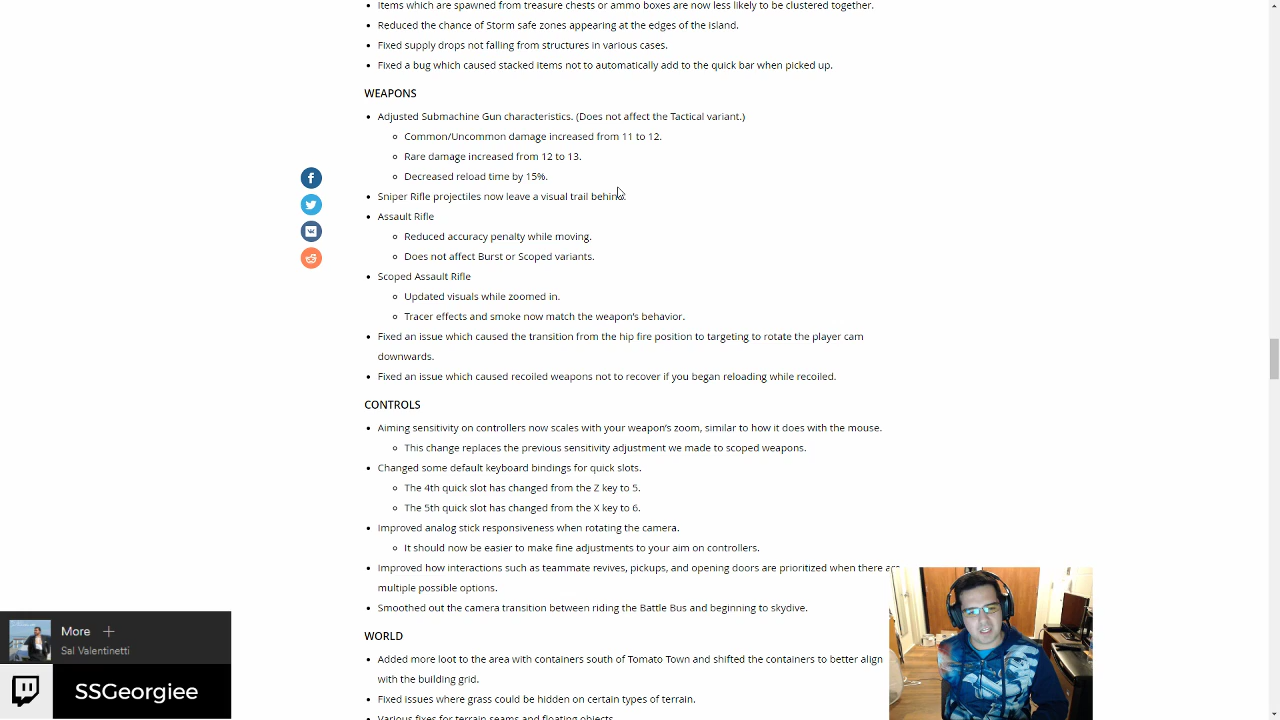 Items which are spawned from treasure chests or ammo boxes are now less likely to be clustered together.
Reduced the chance of Storm safe zones appearing at the edges of the island.
Fixed supply drops not falling from structures in various cases.
Fixed a bug which caused stacked items not to automatically add to the quick bar when picked up.
WEAPONS
Adjusted Submachine Gun characteristics. (Does not affect the Tactical variant.)
Common/Uncommon damage increased from 11 to 12.
Rare damage increased from 12 to 13.
Decreased reload time by 15%.
Sniper Rifle projectiles now leave a visual trail behind.
Assault Rifle
Reduced accuracy penalty while moving.
Does not affect Burst or Scoped variants.
Scoped Assault Rifle
Updated visuals while zoomed in.
Tracer effects and smoke now match the weapon's behavior.
Fixed an issue which caused the transition from the hip fire position to targeting to rotate the player cam
downwards.
Fixed an issue which caused recoiled weapons not to recover if you began reloading while recoiled.
CONTROLS
Aiming sensitivity on controllers now scales with your weapon's zoom, similar to how it does with the mouse.
This change replaces the previous sensitivity adjustment we made to scoped weapons.
Changed some default keyboard bindings for quick slots.
The 4th quick slot has changed from the Z key to 5.
The 5th quick slot has changed from the X key to 6.
Improved analog stick responsiveness when rotating the camera.
It should now be easier to make fine adjustments to your aim on controllers.
Improved how interactions such as teammate revives, pickups, and opening doors are prioritized when there
multiple possible options.
Smoothed out the camera transition between riding the Battle Bus and beginning to skydive.
WORLD
Added more loot to the area with containers south of Tomato Town and shifted the containers to better align
with the building grid.
Fixed issues where grass could be hidden on certain types of terrain.
Various fixes for terrain seams and floating objects.
More
Sal Valentinetti
SSGeorgiee